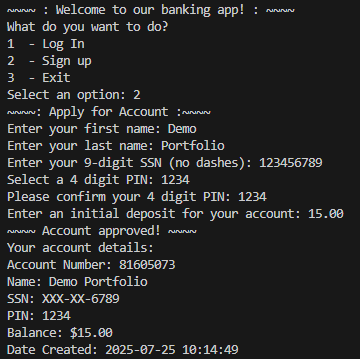 ~~~~ : Welcome to our banking app! : ~~~~
What do you want to do?
1  - Log In
2  - Sign up
3  - Exit
Select an option: 2
~~~~: Apply for Account :~~~~
Enter your first name: Demo
Enter your last name: Portfolio
Enter your 9-digit SSN (no dashes): 123456789
Select a 4 digit PIN: 1234
Please confirm your 4 digit PIN: 1234
Enter an initial deposit for your account: 15.00
~~~~ Account approved! ~~~~
Your account details:
Account Number: 81605073
Name: Demo Portfolio
SSN: XXX-XX-6789
PIN: 1234
Balance: $15.00
Date Created: 2025-07-25 10:14:49